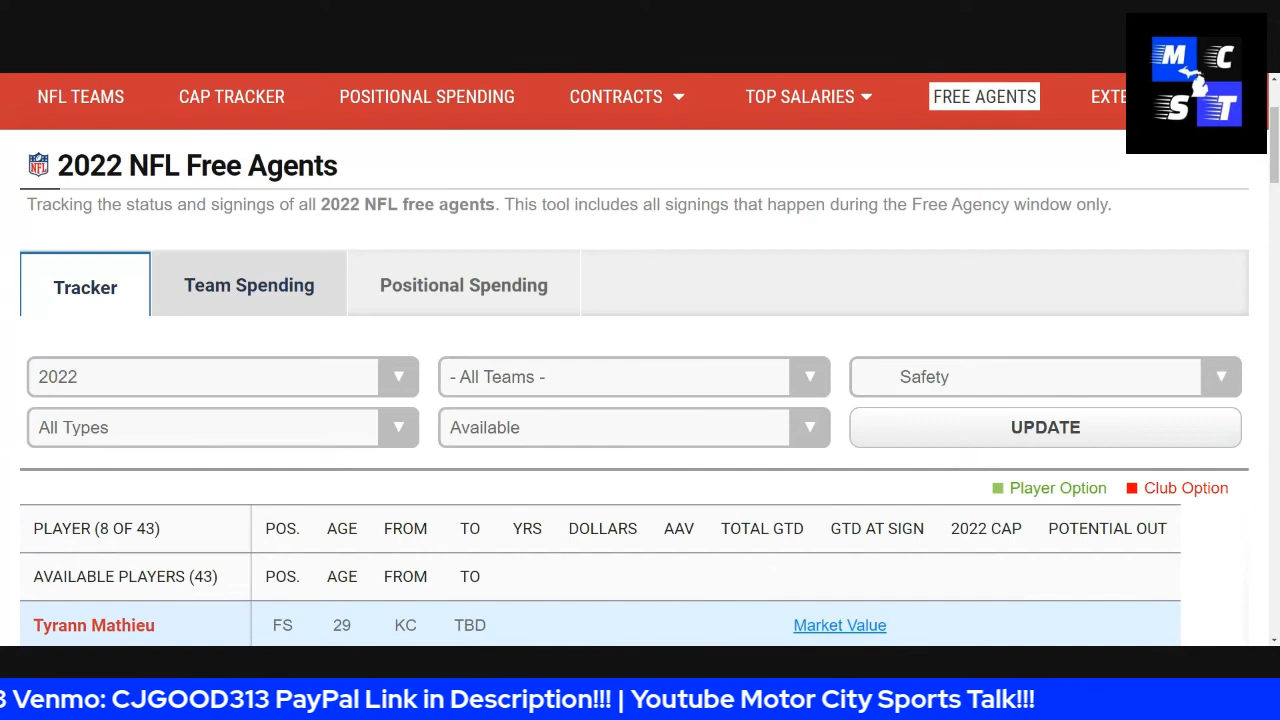 M C
S T
NFL TEAMS CAP TRACKER POSITIONAL SPENDING CONTRACTS TOP SALARIES FREE AGENTS EXTE
NFL 2022 NFL Free Agents
Tracking the status and signings of all 2022 NFL free agents. This tool includes all signings that happen during the Free Agency window only.
Tracker Team Spending Positional Spending
2022 - All Teams - Safety
All Types Available UPDATE
Player Option Club Option
PLAYER (8 OF 43) POS. AGE FROM TO YRS DOLLARS AAV TOTAL GTD GTD AT SIGN 2022 CAP POTENTIAL OUT
AVAILABLE PLAYERS (43) POS. AGE FROM TO
Tyrann Mathieu FS 29 KC TBD Market Value
3 Venmo: CJGOOD313 PayPal Link in Description!!! | Youtube Motor City Sports Talk!!!